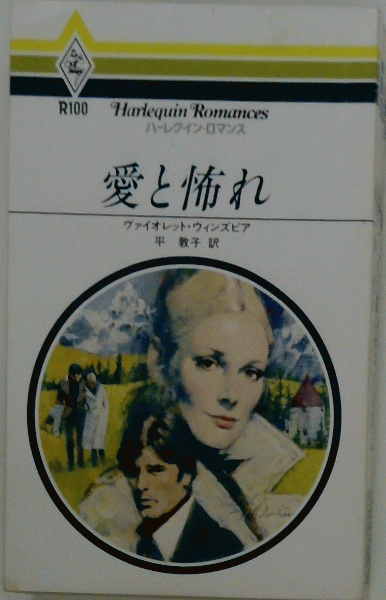 R100
Harlequin Romances
ハーレクイン・ロマンス
愛と怖れ
ヴァイオレット・ウィンズピア
平 敦子 訳